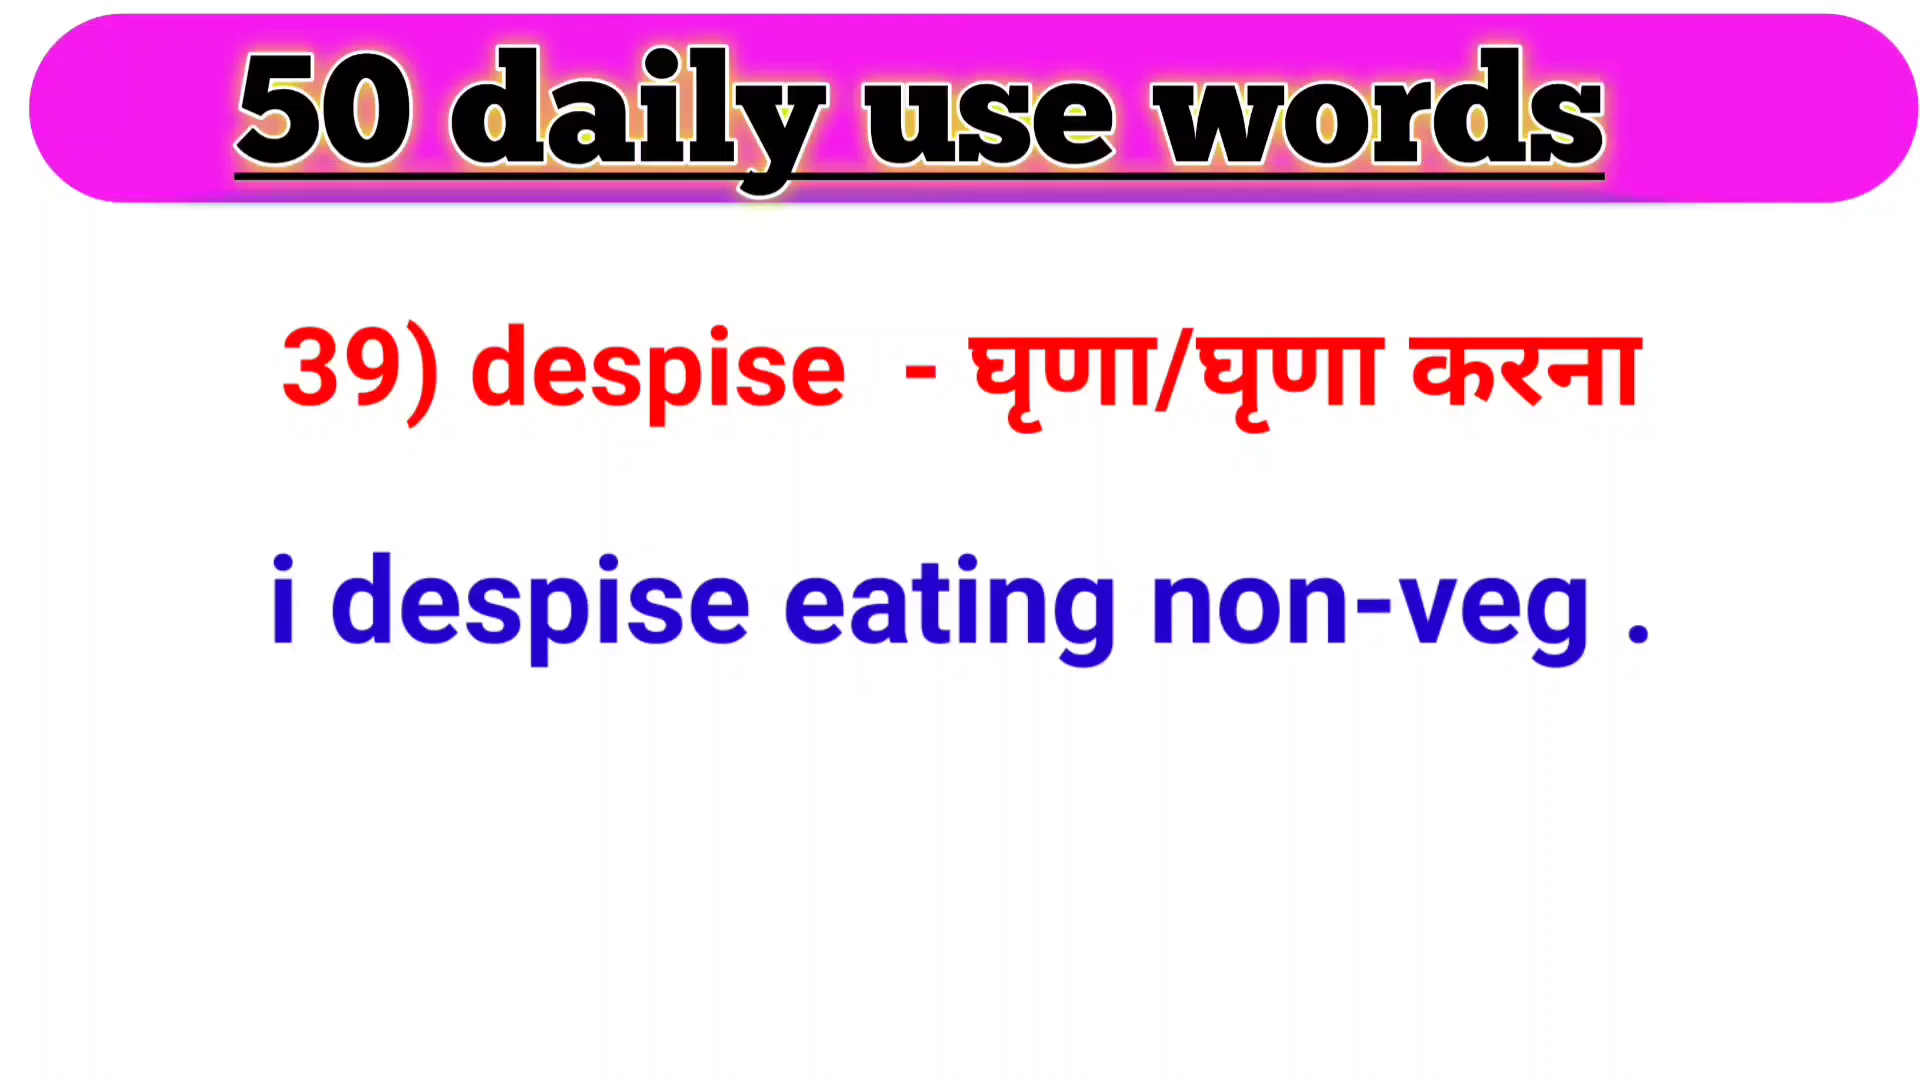 50 daily use words
39) despise - घृणा/घृणा करना
i despise eating non-veg .